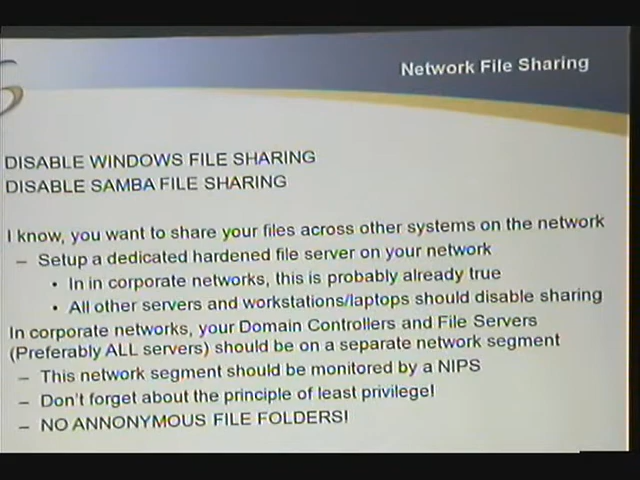 Network File Sharing
DISABLE WINDOWS FILE SHARING
DISABLE SAMBA FILE SHARING
I know, you want to share your files across other systems on the network
– Setup a dedicated hardened file server on your network
• In in corporate networks, this is probably already true
• All other servers and workstations/laptops should disable sharing
In corporate networks, your Domain Controllers and File Servers
(Preferably ALL servers) should be on a separate network segment
– This network segment should be monitored by a NIPS
– Don't forget about the principle of least privilege!
– NO ANNONYMOUS FILE FOLDERS!